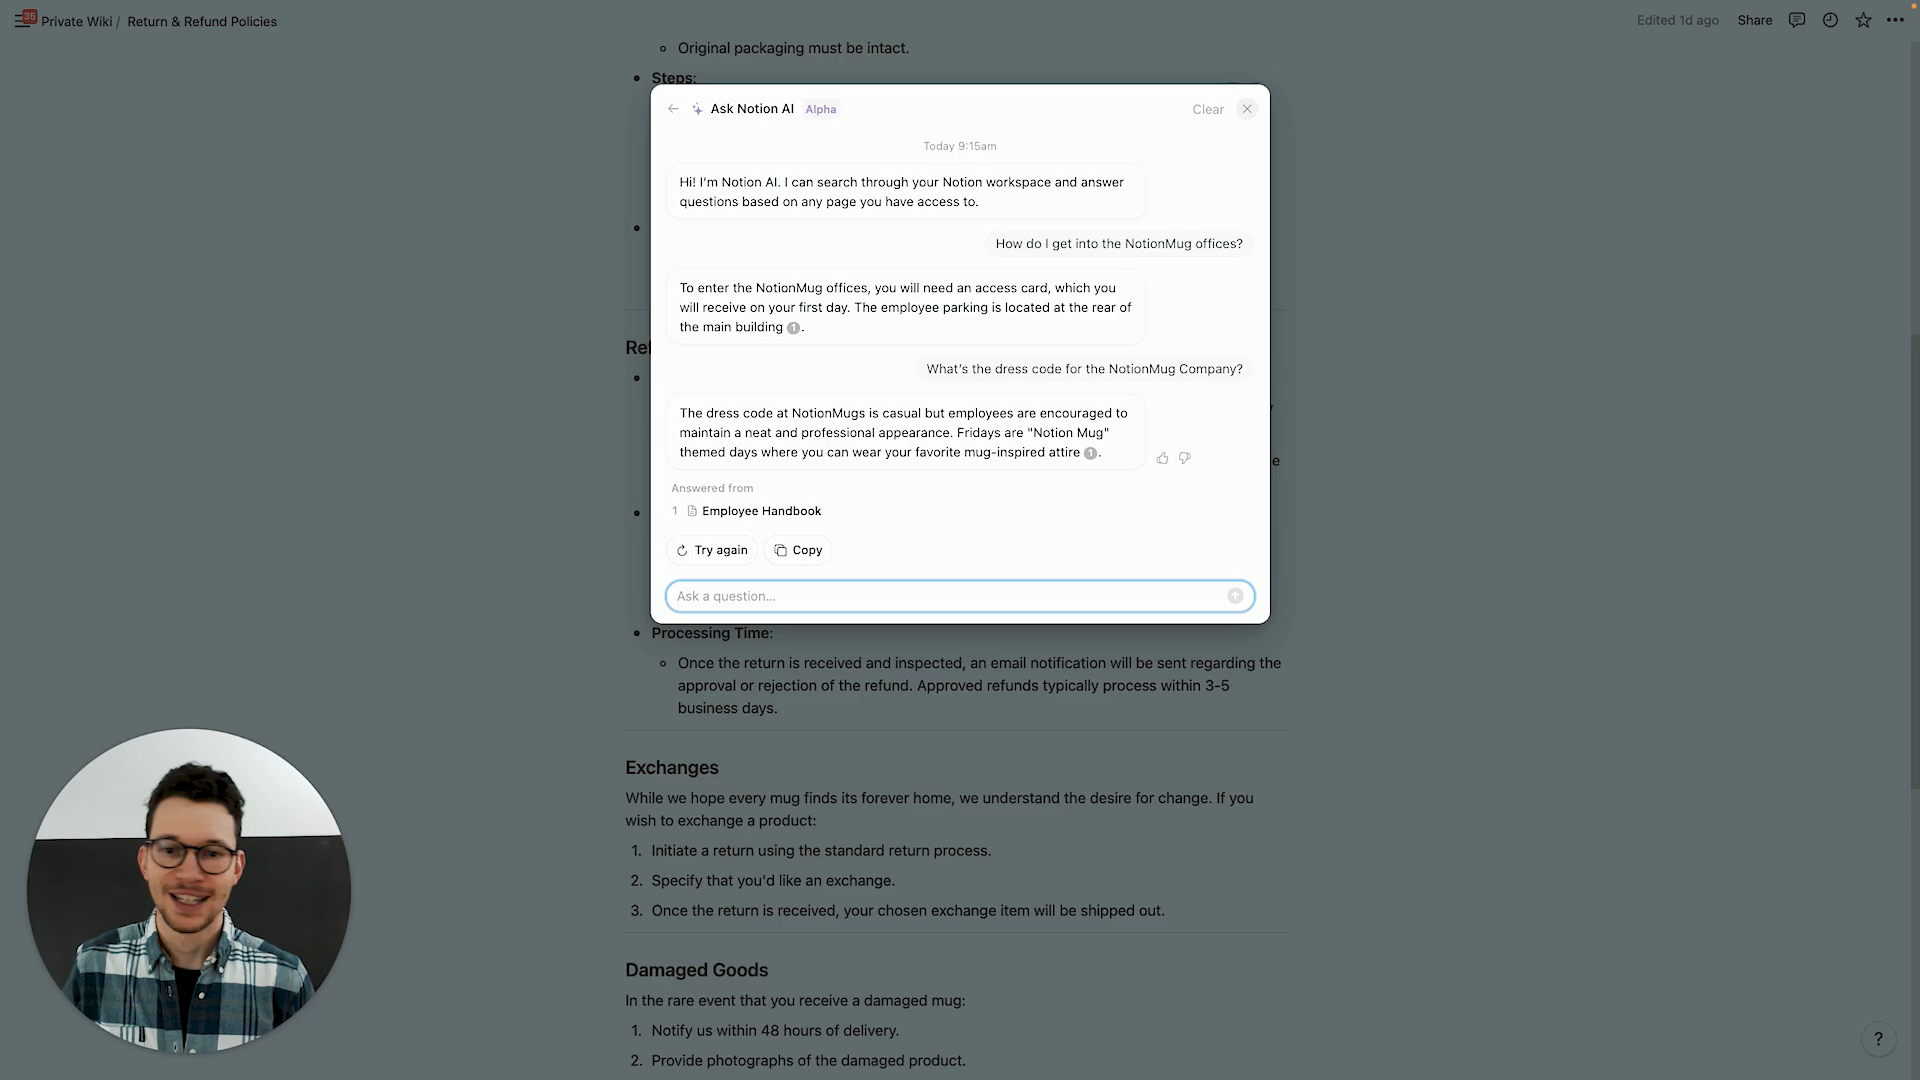 35
Private Wiki / Return & Refund Policies
Edited 1d ago Share
Original packaging must be intact.
Steps:
Ask Notion AI Alpha
Clear
Today 9:15am
Hi! I'm Notion AI. I can search through your Notion workspace and answer
questions based on any page you have access to.
How do I get into the NotionMug offices?
To enter the NotionMug offices, you will need an access card, which you
will receive on your first day. The employee parking is located at the rear of
the main building 1.
What's the dress code for the NotionMug Company?
The dress code at NotionMugs is casual but employees are encouraged to
maintain a neat and professional appearance. Fridays are "Notion Mug"
themed days where you can wear your favorite mug-inspired attire 1.
Answered from
1 Employee Handbook
Try again Copy
Ask a question...
Processing Time:
Once the return is received and inspected, an email notification will be sent regarding the
approval or rejection of the refund. Approved refunds typically process within 3-5
business days.
Exchanges
While we hope every mug finds its forever home, we understand the desire for change. If you
wish to exchange a product:
1. Initiate a return using the standard return process.
2. Specify that you'd like an exchange.
3. Once the return is received, your chosen exchange item will be shipped out.
Damaged Goods
In the rare event that you receive a damaged mug:
1. Notify us within 48 hours of delivery.
2. Provide photographs of the damaged product.
?